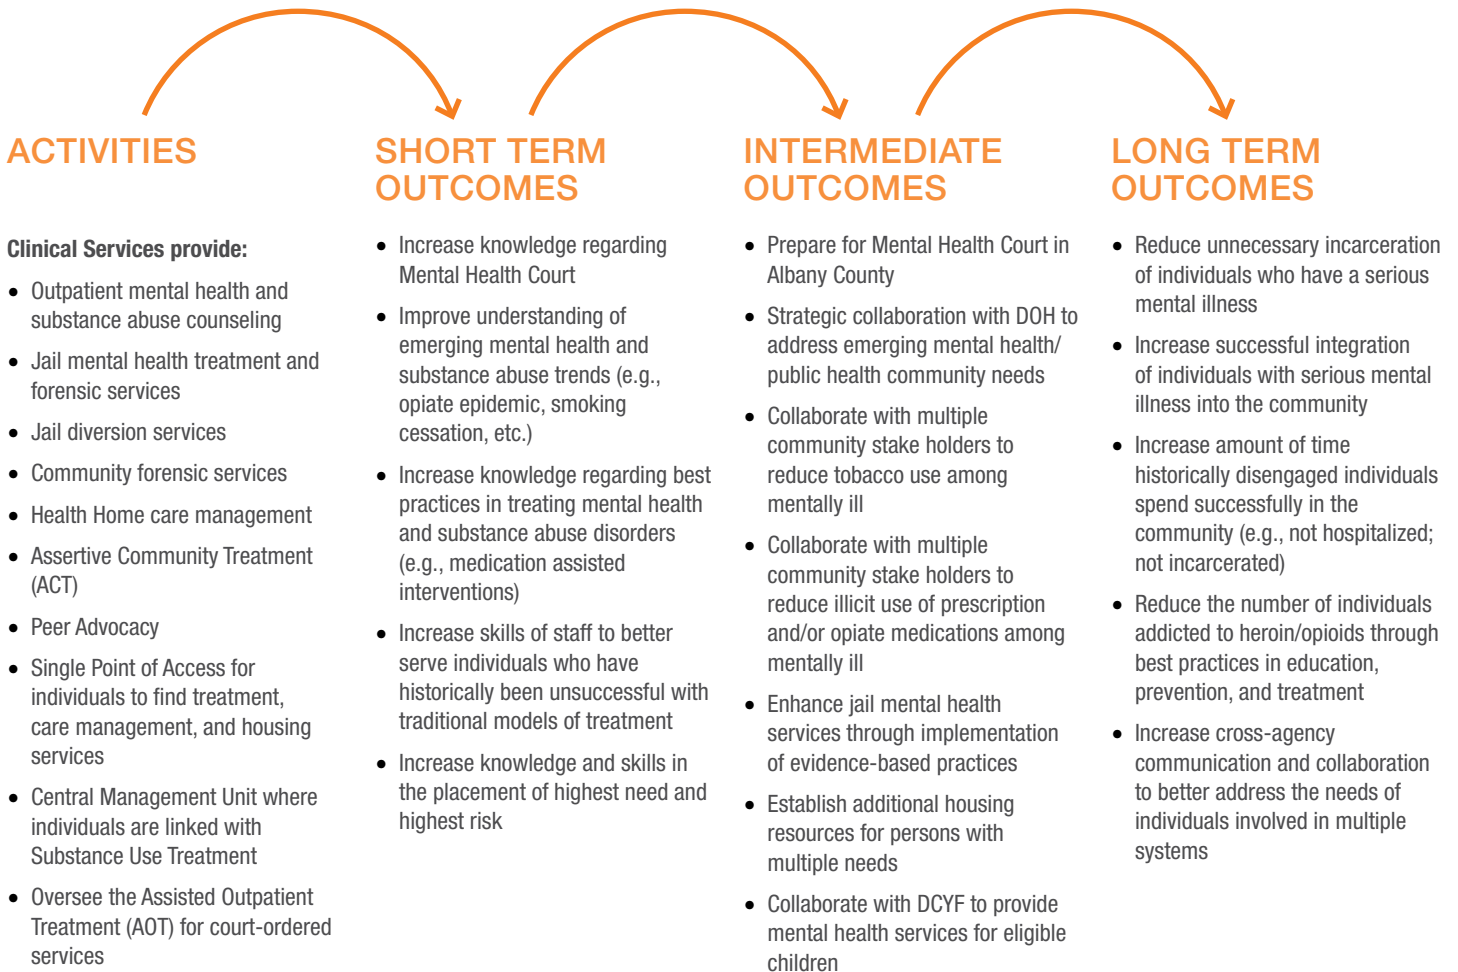 ACTIVITIES
Clinical Services provide:
• Outpatient mental health and
substance abuse counseling
• Jail mental health treatment and
forensic services
• Jail diversion services
• Community forensic services
• Health Home care management
• Assertive Community Treatment
(ACT)
• Peer Advocacy
• Single Point of Access for
individuals to find treatment,
care management, and housing
services
• Central Management Unit where
individuals are linked with
Substance Use Treatment
• Oversee the Assisted Outpatient
Treatment (AOT) for court-ordered
services
SHORT TERM
OUTCOMES
• Increase knowledge regarding
Mental Health Court
• Improve understanding of
emerging mental health and
substance abuse trends (e.g.,
opiate epidemic, smoking
cessation, etc.)
• Increase knowledge regarding best
practices in treating mental health
and substance abuse disorders
(e.g., medication assisted
interventions)
• Increase skills of staff to better
serve individuals who have
historically been unsuccessful with
traditional models of treatment
• Increase knowledge and skills in
the placement of highest need and
highest risk
INTERMEDIATE
OUTCOMES
• Prepare for Mental Health Court in
Albany County
• Strategic collaboration with DOH to
address emerging mental health/
public health community needs
• Collaborate with multiple
community stake holders to
reduce tobacco use among
mentally ill
• Collaborate with multiple
community stake holders to
reduce illicit use of prescription
and/or opiate medications among
mentally ill
• Enhance jail mental health
services through implementation
of evidence-based practices
• Establish additional housing
resources for persons with
multiple needs
• Collaborate with DCYF to provide
mental health services for eligible
children
LONG TERM
OUTCOMES
• Reduce unnecessary incarceration
of individuals who have a serious
mental illness
• Increase successful integration
of individuals with serious mental
illness into the community
• Increase amount of time
historically disengaged individuals
spend successfully in the
community (e.g., not hospitalized;
not incarcerated)
• Reduce the number of individuals
addicted to heroin/opioids through
best practices in education,
prevention, and treatment
• Increase cross-agency
communication and collaboration
to better address the needs of
individuals involved in multiple
systems